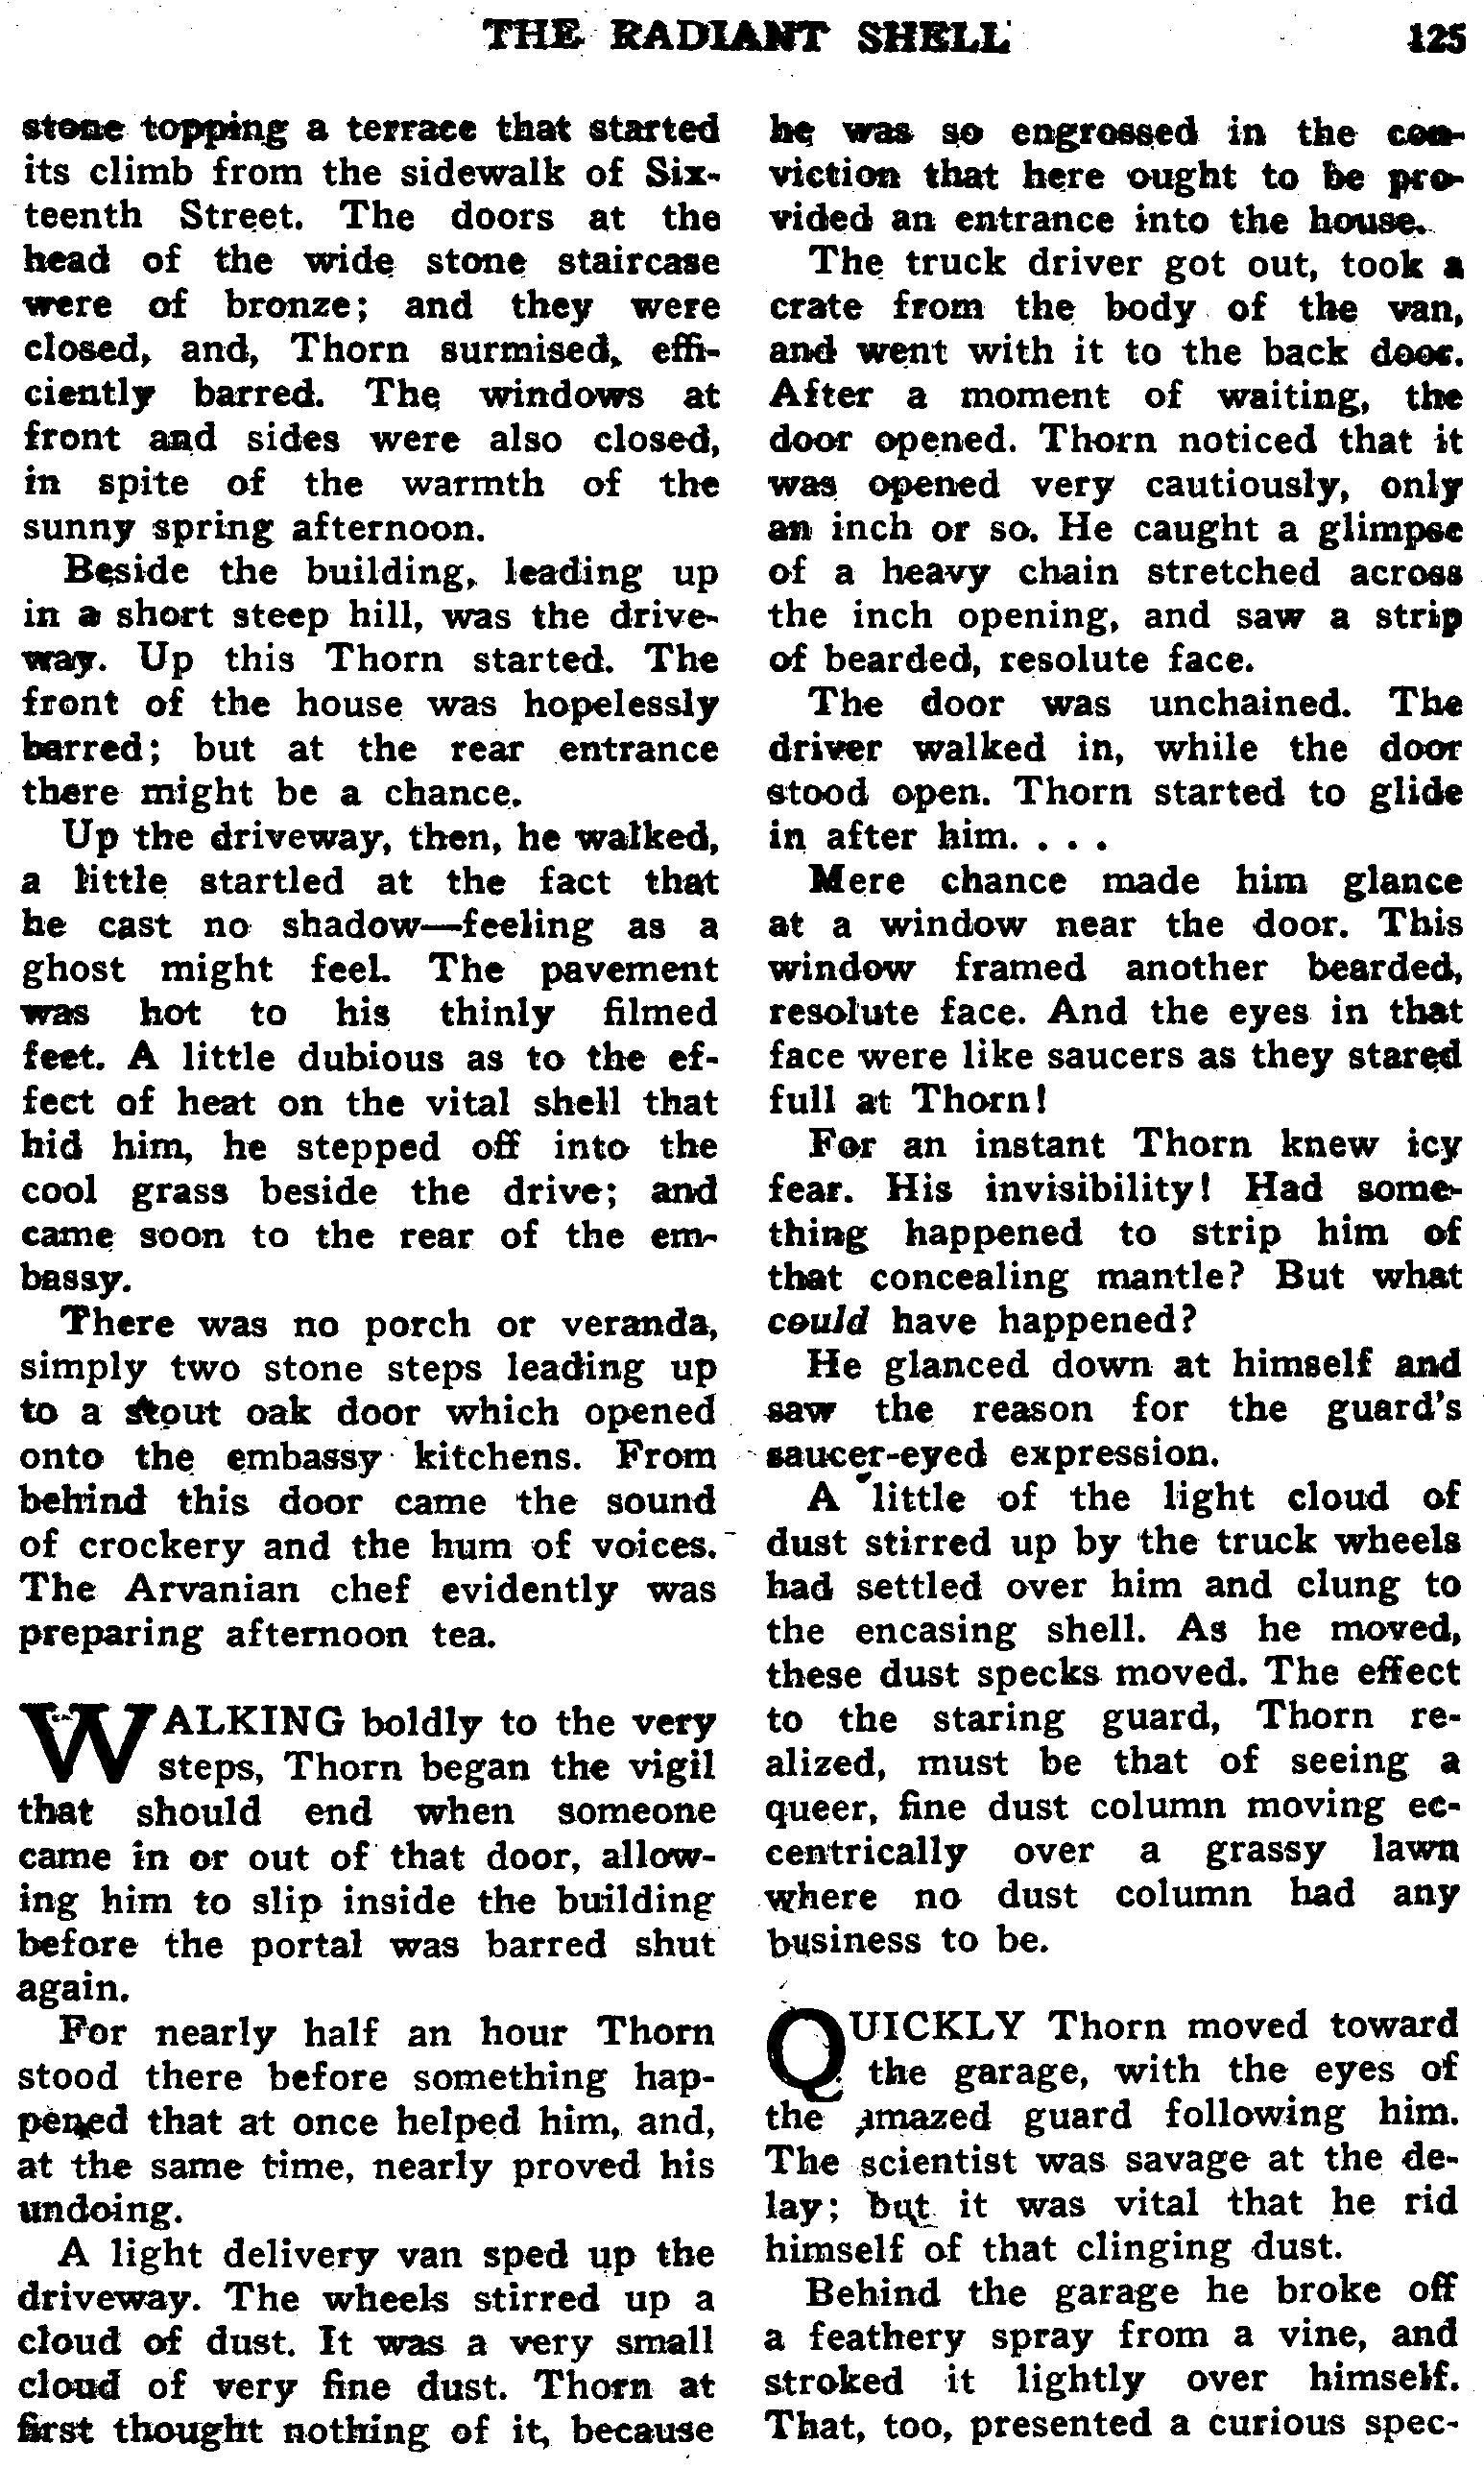 THE RADIANT SHELL 125
stone topping a terrace that started
its climb from the sidewalk of Six-
teenth Street. The doors at the
head of the wide stone staircase
were of bronze; and they were
closed, and, Thorn surmised, effi-
ciently barred. The windows at
front and sides were also closed,
in spite of the warmth of the
sunny spring afternoon.
Beside the building, leading up
in a short steep hill, was the drive-
way. Up this Thorn started. The
front of the house was hopelessly
barred; but at the rear entrance
there might be a chance.
Up the driveway, then, he walked,
a little startled at the fact that
he cast no shadow—feeling as a
ghost might feel. The pavement
was hot to his thinly filmed
feet. A little dubious as to the ef-
fect of heat on the vital shell that
hid him, he stepped off into the
cool grass beside the drive; and
came soon to the rear of the em-
bassy.
There was no porch or veranda,
simply two stone steps leading up
to a stout oak door which opened
onto the embassy kitchens. From
behind this door came the sound
of crockery and the hum of voices.
The Arvanian chef evidently was
preparing afternoon tea.
WALKING boldly to the very
steps, Thorn began the vigil
that should end when someone
came in or out of that door, allow-
ing him to slip inside the building
before the portal was barred shut
again.
For nearly half an hour Thorn
stood there before something hap-
pened that at once helped him, and,
at the same time, nearly proved his
undoing.
A light delivery van sped up the
driveway. The wheels stirred up a
cloud of dust. It was a very small
cloud of very fine dust. Thorn at
first thought nothing of it, because
he was so engrossed in the con-
viction that here ought to be pro-
vided an entrance into the house.
The truck driver got out, took a
crate from the body of the van,
and went with it to the back door.
After a moment of waiting, the
door opened. Thorn noticed that it
was opened very cautiously, only
an inch or so. He caught a glimpse
of a heavy chain stretched across
the inch opening, and saw a strip
of bearded, resolute face.
The door was unchained. The
driver walked in, while the door
stood open. Thorn started to glide
in after him. . . .
Mere chance made him glance
at a window near the door. This
window framed another bearded,
resolute face. And the eyes in that
face were like saucers as they stared
full at Thorn!
For an instant Thorn knew icy
fear. His invisibility! Had some-
thing happened to strip him of
that concealing mantle? But what
could have happened?
He glanced down at himself and
saw the reason for the guard's
saucer-eyed expression.
A little of the light cloud of
dust stirred up by the truck wheels
had settled over him and clung to
the encasing shell. As he moved,
these dust specks moved. The effect
to the staring guard, Thorn re-
alized, must be that of seeing a
queer, fine dust column moving ec-
centrically over a grassy lawn
where no dust column had any
business to be.
QUICKLY Thorn moved toward
the garage, with the eyes of
the amazed guard following him.
The scientist was savage at the de-
lay; but it was vital that he rid
himself of that clinging dust.
Behind the garage he broke off
a feathery spray from a vine, and
stroked it lightly over himself.
That, too, presented a curious spec-